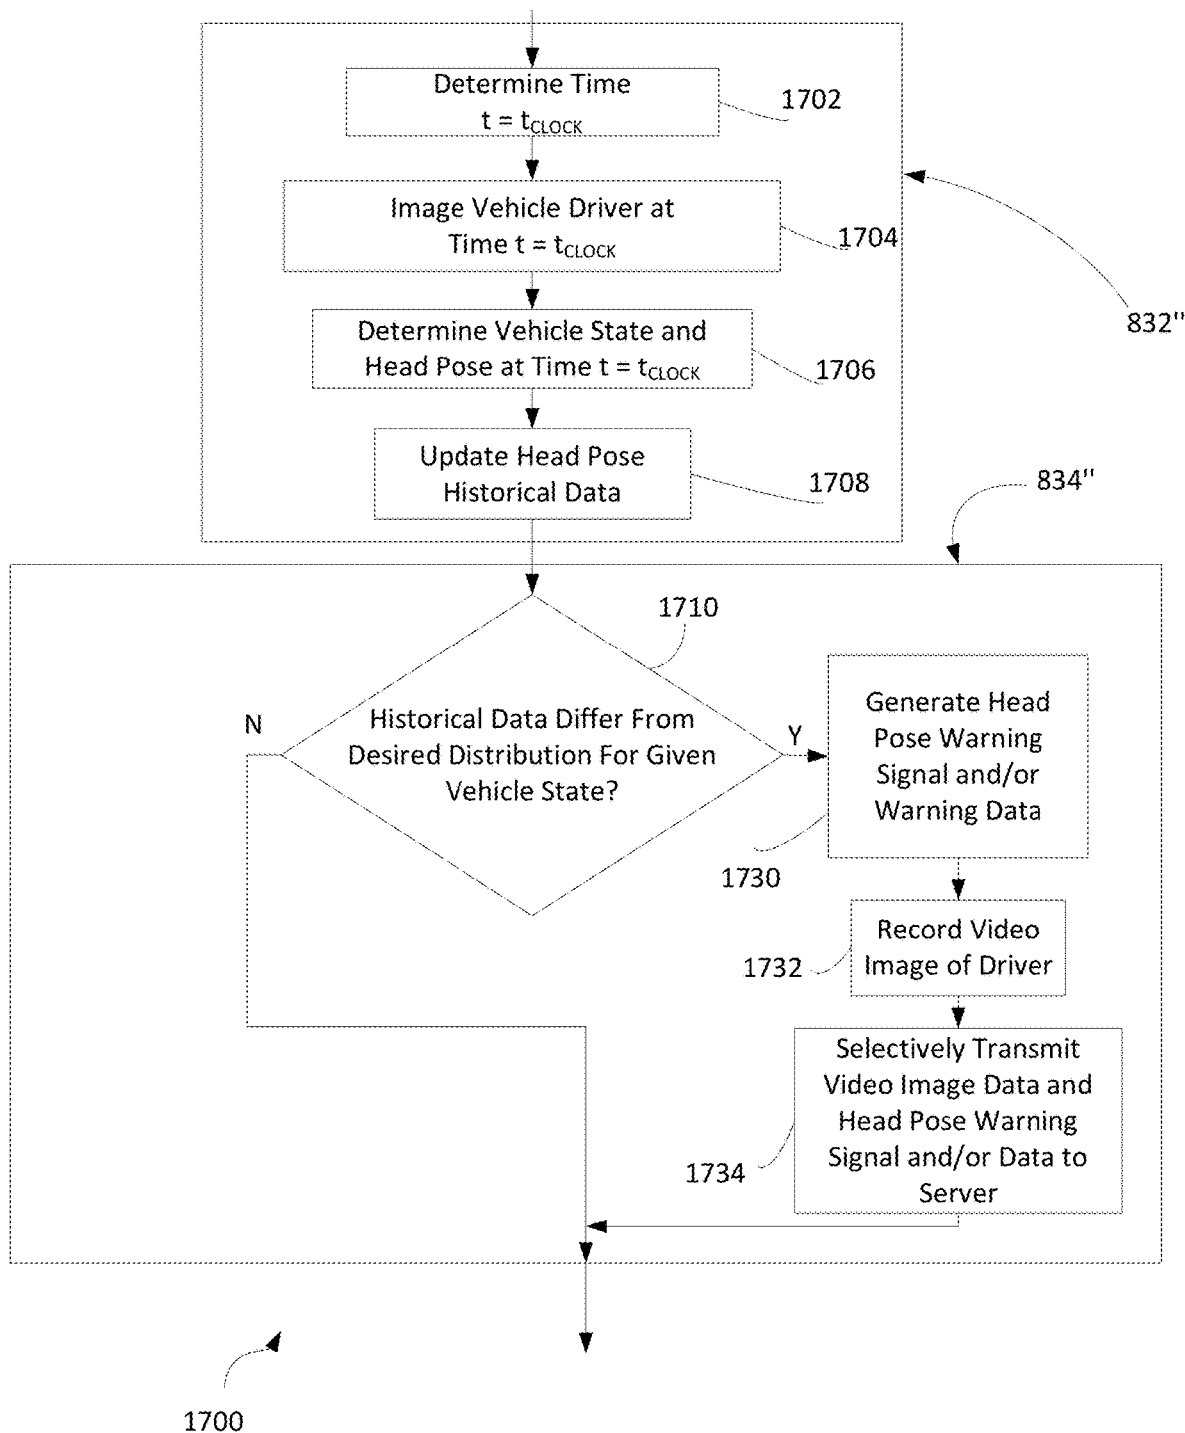 Determine Time
t = tCLOCK
1702
Image Vehicle Driver at
Time t = tCLOCK
1704
832"
Determine Vehicle State and
Head Pose at Time t = tCLOCK
1706
Update Head Pose
Historical Data
1708
834"
1710
Historical Data Differ From
Desired Distribution For Given
Vehicle State?
N
Y
Generate Head
Pose Warning
Signal and/or
Warning Data
1730
Record Video
Image of Driver
1732
Selectively Transmit
Video Image Data and
Head Pose Warning
Signal and/or Data to
Server
1734
1700